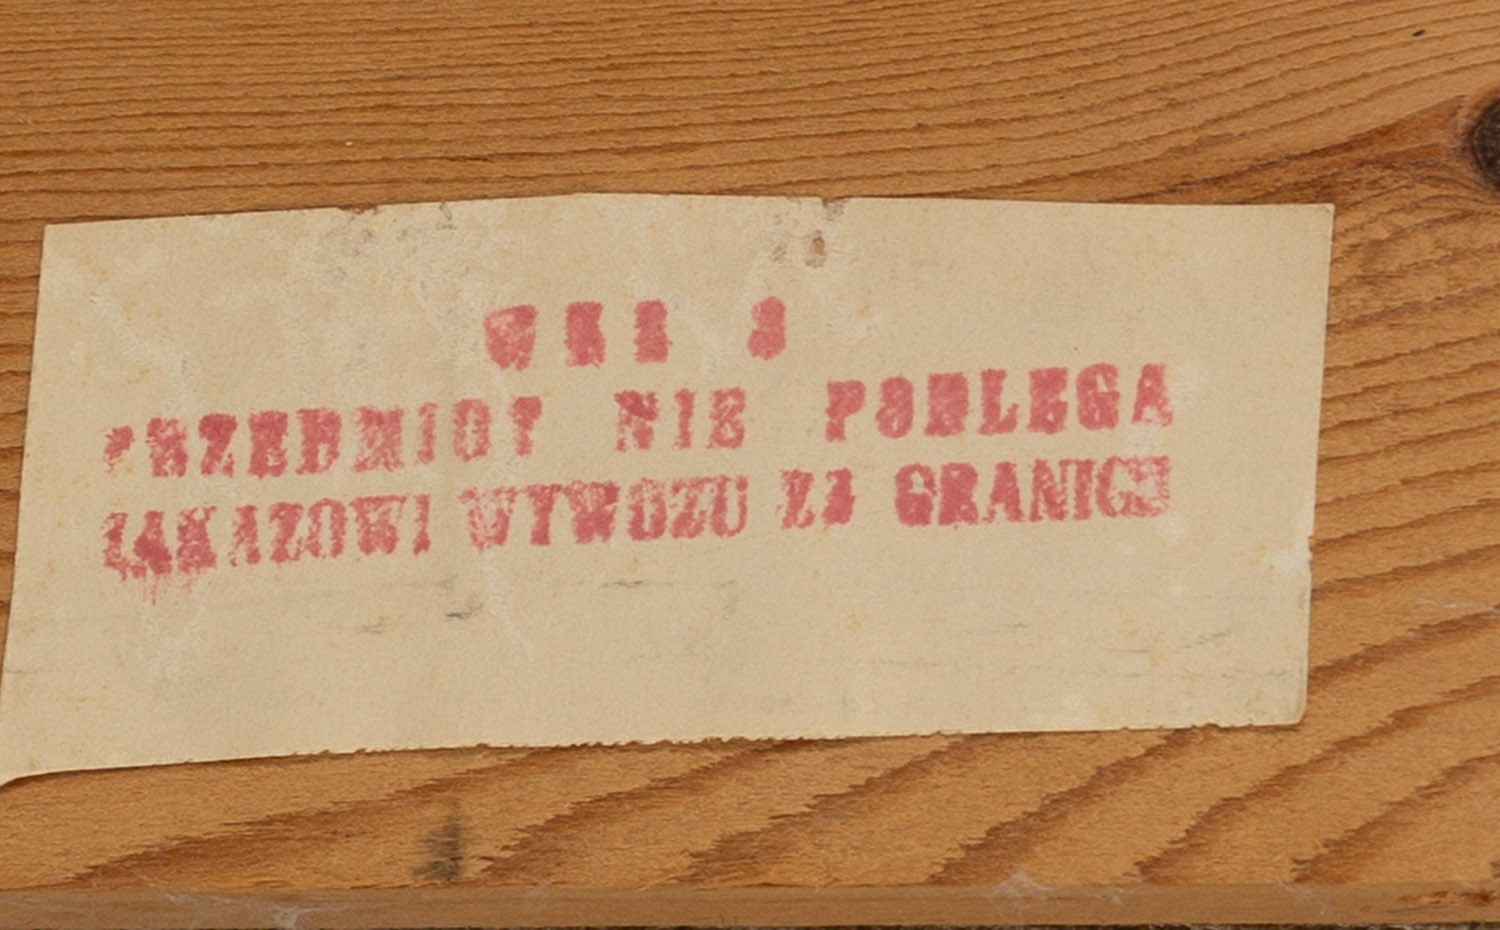 PRZEDMIOT NIE PODLEGA
ZAKAZOWI WYWOZU ZA GRANICĘ